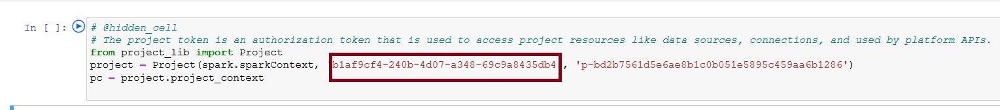 In [ ]: # @hidden_cell
# The project token is an authorization token that is used to access project resources like data sources, connections, and used by platform APIs.
from project_lib import Project
project = Project(spark.sparkContext, 'b1af9cf4-240b-4d07-a348-69c9a8435db4', 'p-bd2b7561d5e6ae8b1c0b051e5895c459aa6b1286')
pc = project.project_context